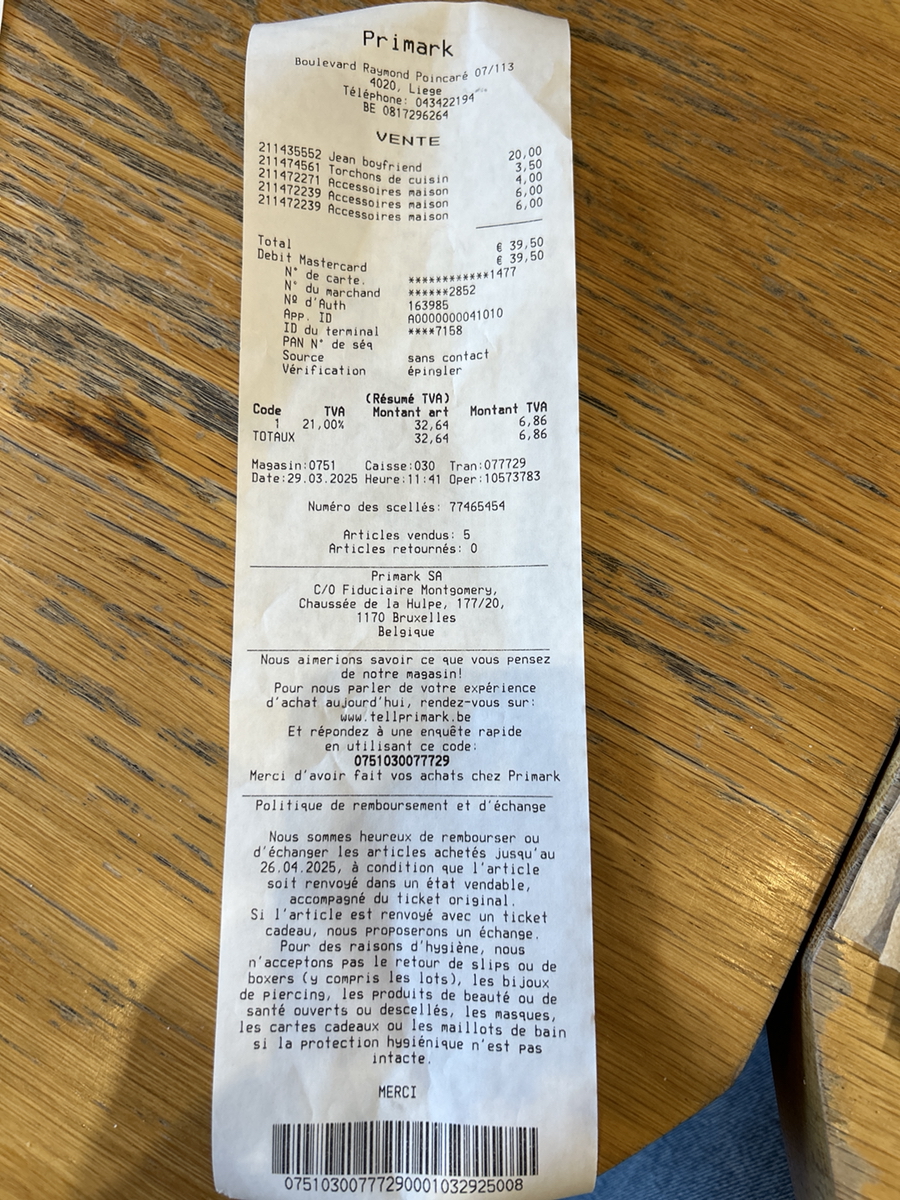 Primark
Boulevard Raymond Poincaré 07/113
4020, Liege
Téléphone: 043422194
BE 0817296264
VENTE
211435552 Jean boyfriend 20,00
211474561 Torchons de cuisin 3,50
211472271 Accessoires maison 4,00
211472239 Accessoires maison 6,00
211472239 Accessoires maison 6,00
Total € 39,50
Debit Mastercard € 39,50
N° de carte. ************1477
N° du marchand ******2852
Nº d'Auth 163985
App. ID A0000000041010
ID du terminal ****7158
PAN N° de séq
Source sans contact
Vérification épingler
(Résumé TVA)
Code TVA Montant art Montant TVA
1 21,00% 32,64 6,86
TOTAUX 32,64 6,86
Magasin:0751 Caisse:030 Tran:077729
Date:29.03.2025 Heure:11:41 Oper:10573783
Numéro des scellés: 77465454
Articles vendus: 5
Articles retournés: 0
Primark SA
C/O Fiduciaire Montgomery,
Chaussée de la Hulpe, 177/20,
1170 Bruxelles
Belgique
Nous aimerions savoir ce que vous pensez
de notre magasin!
Pour nous parler de votre expérience
d'achat aujourd'hui, rendez-vous sur:
www.tellprimark.be
Et répondez à une enquête rapide
en utilisant ce code:
0751030077729
Merci d'avoir fait vos achats chez Primark
Politique de remboursement et d'échange
Nous sommes heureux de rembourser ou
d'échanger les articles achetés jusqu'au
26.04.2025, à condition que l'article
soit renvoyé dans un état vendable,
accompagné du ticket original.
Si l'article est renvoyé avec un ticket
cadeau, nous proposerons un échange.
Pour des raisons d'hygiène, nous
n'acceptons pas le retour de slips ou de
boxers (y compris les lots), les bijoux
de piercing, les produits de beauté ou de
santé ouverts ou descellés, les masques,
les cartes cadeaux ou les maillots de bain
si la protection hygiénique n'est pas
intacte.
MERCI
07510300777290001032925008